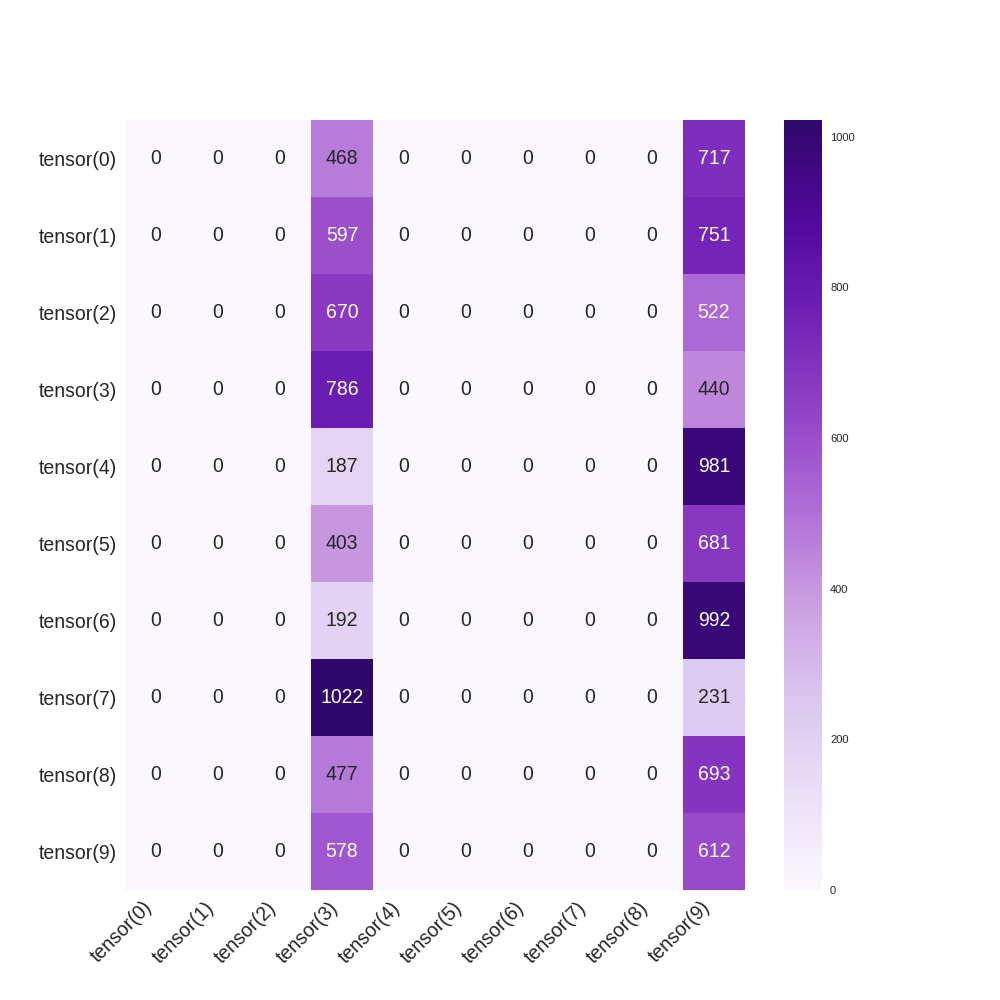 tensor(0) 0 0 0 468 0 0 0 0 0 717
tensor(1) 0 0 0 597 0 0 0 0 0 751
tensor(2) 0 0 0 670 0 0 0 0 0 522
tensor(3) 0 0 0 786 0 0 0 0 0 440
tensor(4) 0 0 0 187 0 0 0 0 0 981
tensor(5) 0 0 0 403 0 0 0 0 0 681
tensor(6) 0 0 0 192 0 0 0 0 0 992
tensor(7) 0 0 0 1022 0 0 0 0 0 231
tensor(8) 0 0 0 477 0 0 0 0 0 693
tensor(9) 0 0 0 578 0 0 0 0 0 612
tensor(0) tensor(1) tensor(2) tensor(3) tensor(4) tensor(5) tensor(6) tensor(7) tensor(8) tensor(9)
1000
800
600
400
200
0